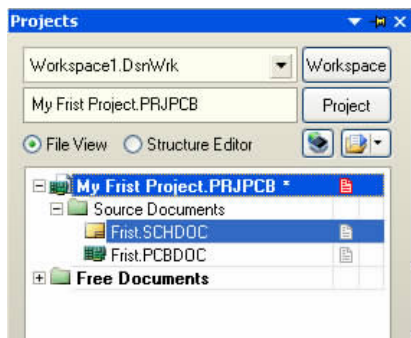 Projects
Workspace1.DsnWrk Workspace
My Frist Project.PRJPCB Project
File View Structure Editor
My Frist Project.PRJPCB *
Source Documents
Frist.SCHDOC
Frist.PCBDOC
Free Documents